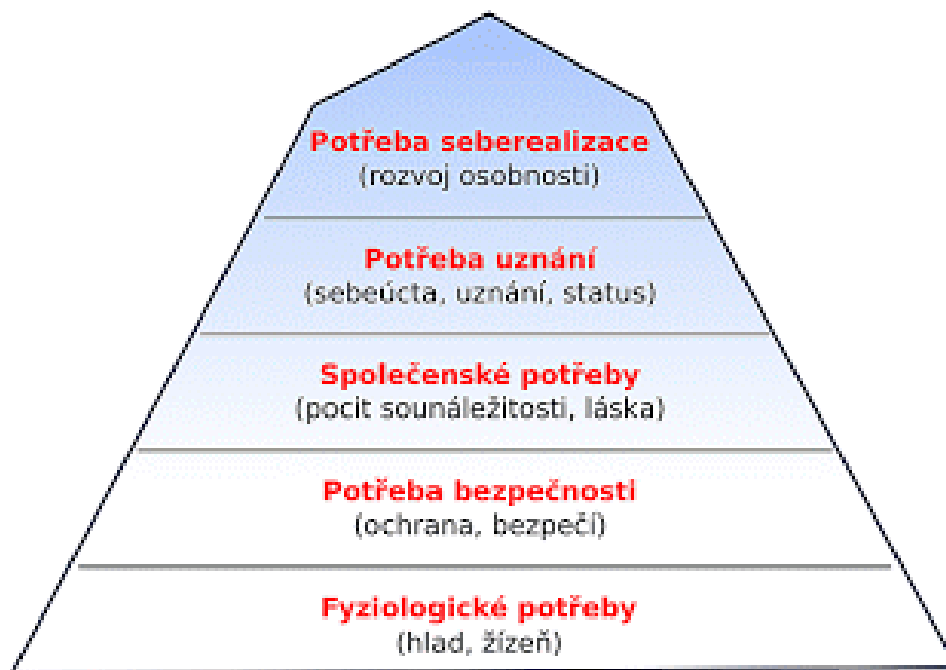 Potřeba seberealizace
(rozvoj osobnosti)
Potřeba uznání
(sebeúcta, uznání, status)
Společenské potřeby
(pocit sounáležitosti, láska)
Potřeba bezpečnosti
(ochrana, bezpečí)
Fyziologické potřeby
(hlad, žízeň)